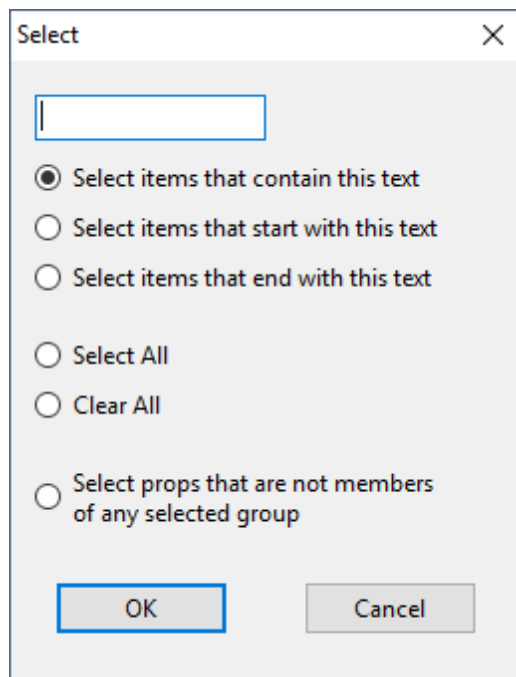 Select
Select items that contain this text
Select items that start with this text
Select items that end with this text
Select All
Clear All
Select props that are not members
of any selected group
OK
Cancel